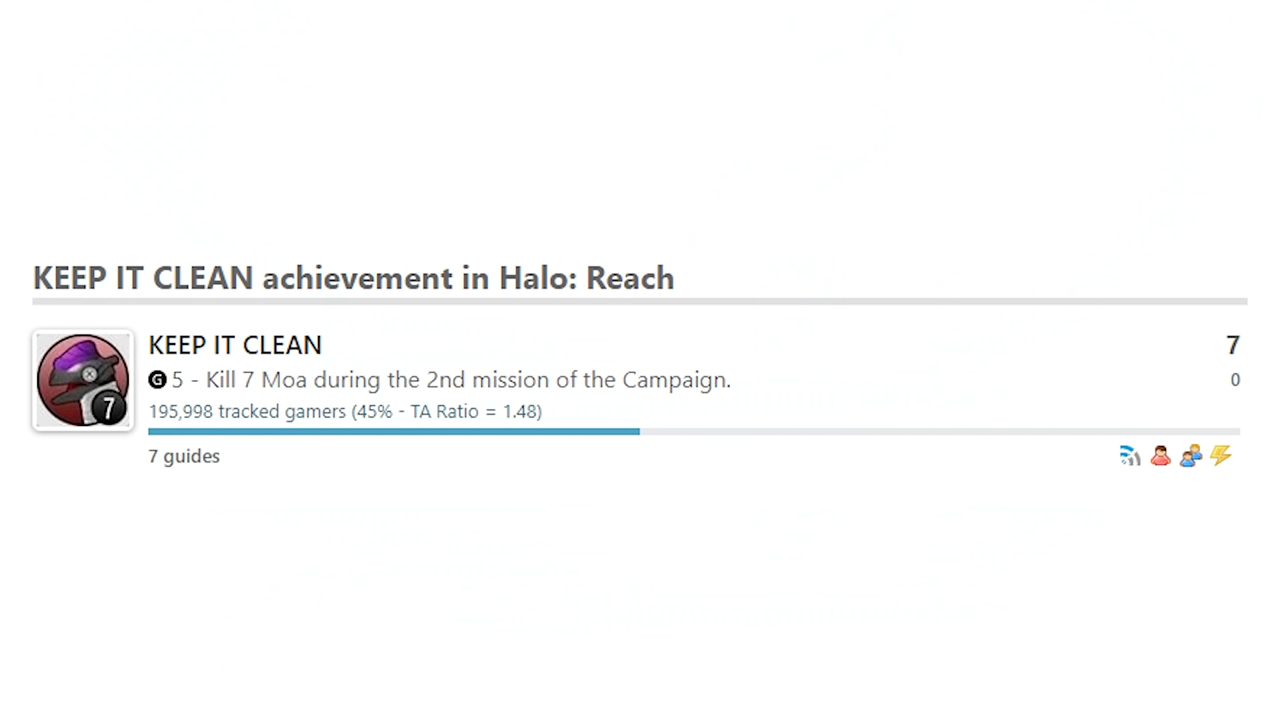 KEEP IT CLEAN achievement in Halo: Reach
KEEP IT CLEAN 7
G 5 - Kill 7 Moa during the 2nd mission of the Campaign. 0
7
195,998 tracked gamers (45% - TA Ratio = 1.48)
7 guides